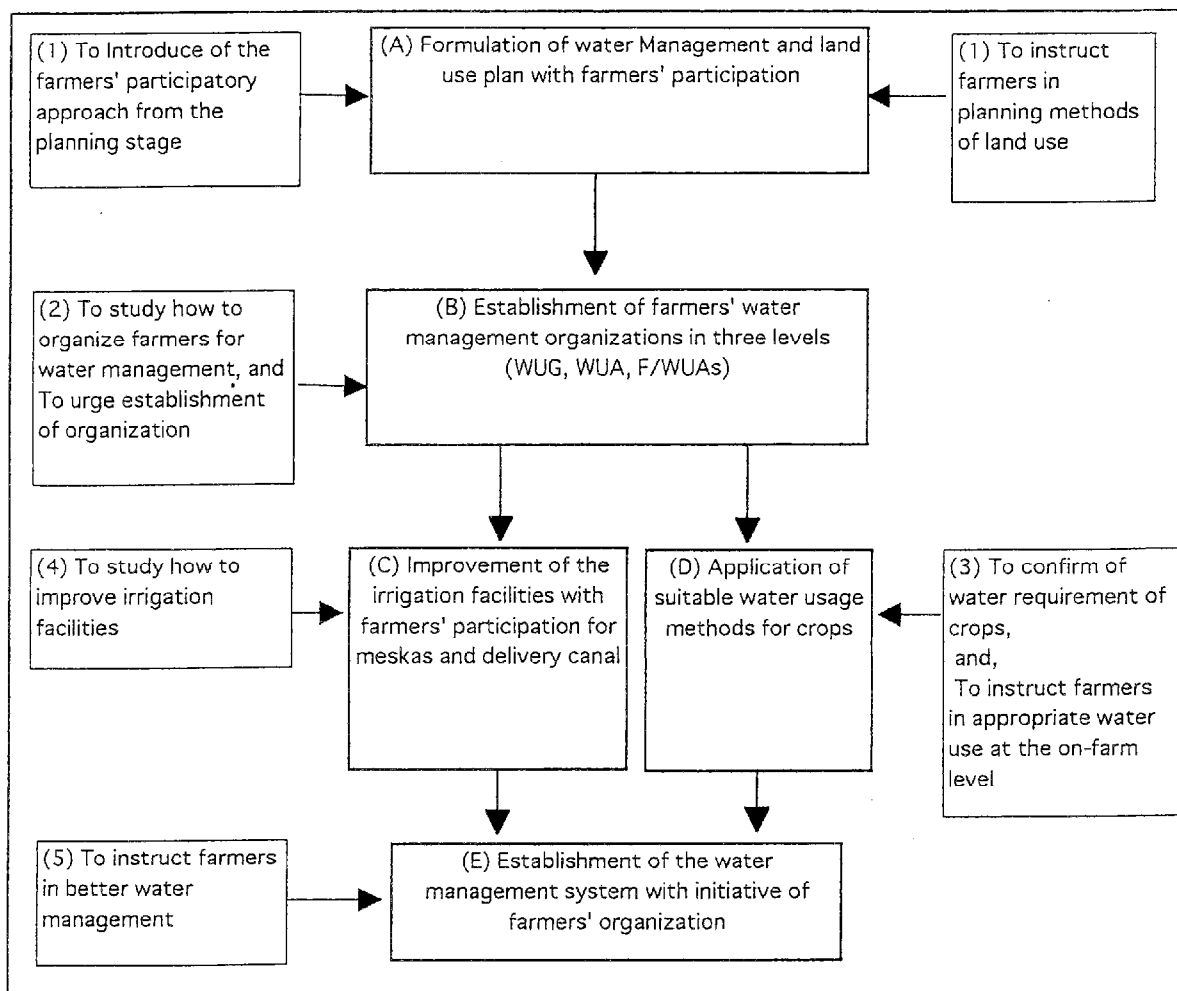 (1) To Introduce of the
farmers' participatory
approach from the
planning stage
(A) Formulation of water Management and land
use plan with farmers' participation
(1) To instruct
farmers in
planning methods
of land use
(2) To study how to
organize farmers for
water management, and
To urge establishment
of organization
(B) Establishment of farmers' water
management organizations in three levels
(WUG, WUA, F/WUAs)
(4) To study how to
improve irrigation
facilities
(C) Improvement of the
irrigation facilities with
farmers' participation for
meskas and delivery canal
(D) Application of
suitable water usage
methods for crops
(3) To confirm of
water requirement of
crops,
and,
To instruct farmers
in appropriate water
use at the on-farm
level
(5) To instruct farmers
in better water
management
(E) Establishment of the water
management system with initiative of
farmers' organization